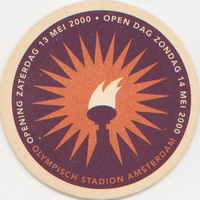 OPENING ZATERDAG 13 MEI 2000 • OPEN DAG ZONDAG 14 MEI 2000
OLYMPISCH STADION AMSTERDAM